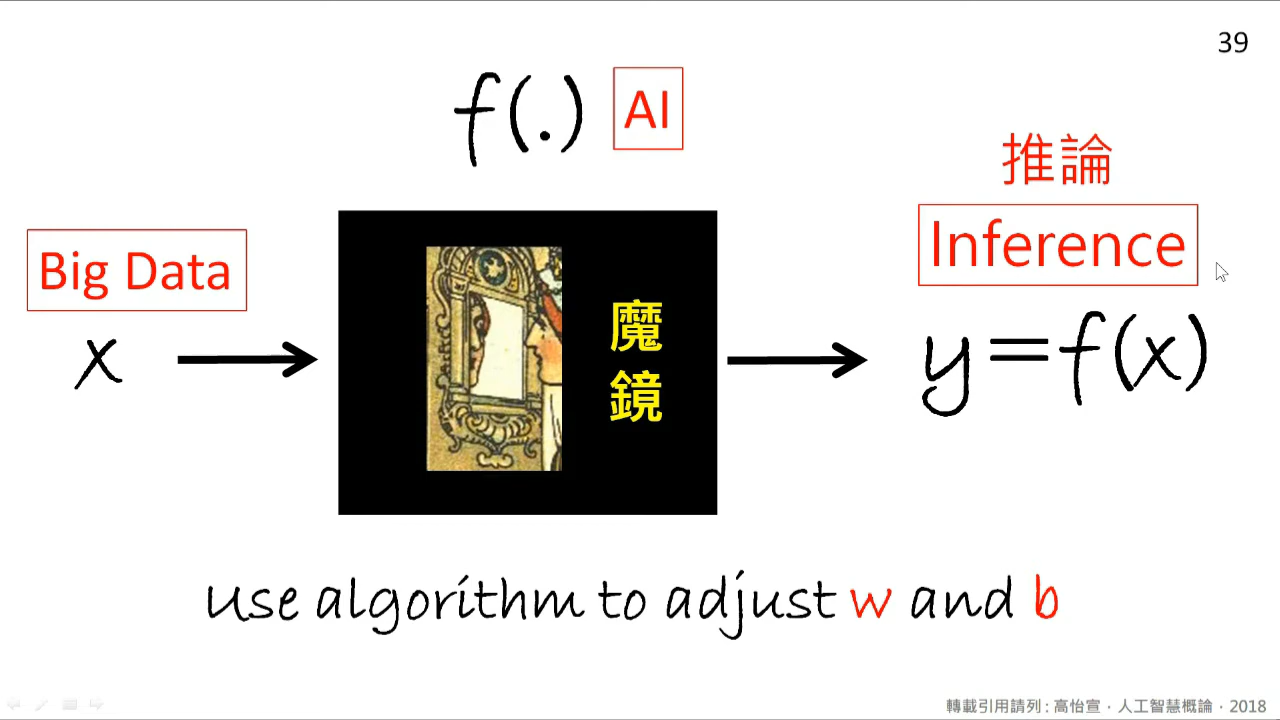 39
f(.) AI
推論
Big Data
Inference
x
魔鏡
y=f(x)
use algorithm to adjust w and b
轉載引用請列：高怡宣·人工智慧概論·2018